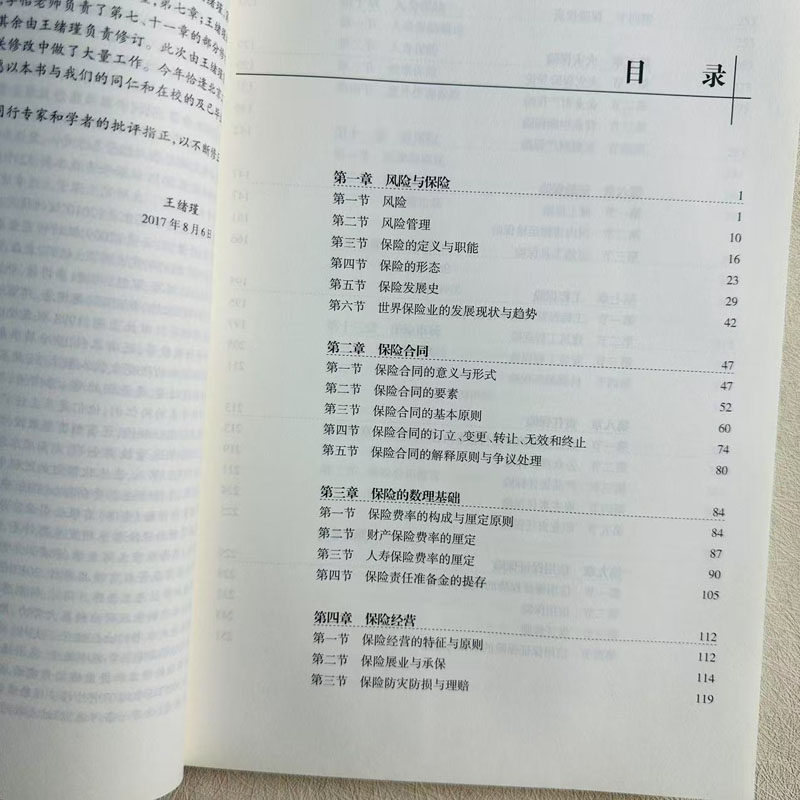 第七章；王绪瑾、
老师负责了第七、十一章的部分修
其余由王绪瑾负责修订。此次由王绪瑾
修改中做了大量工作。今年恰逢北京
以本书与我们的同仁和在校的及已毕
同行专家和学者的批评指正，以不断修
王绪瑾
2017年8月6日
目 录
第一章 风险与保险 1
第一节 风险 1
第二节 风险管理 10
第三节 保险的定义与职能 16
第四节 保险的形态 23
第五节 保险发展史 29
第六节 世界保险业的发展现状与趋势 42
第二章 保险合同 47
第一节 保险合同的意义与形式 47
第二节 保险合同的要素 52
第三节 保险合同的基本原则 60
第四节 保险合同的订立、变更、转让、无效和终止 74
第五节 保险合同的解释原则与争议处理 80
第三章 保险的数理基础 84
第一节 保险费率的构成与厘定原则 84
第二节 财产保险费率的厘定 87
第三节 人寿保险费率的厘定 90
第四节 保险责任准备金的提存 105
第四章 保险经营 112
第一节 保险经营的特征与原则 112
第二节 保险展业与承保 114
第三节 保险防灾防损与理赔 119